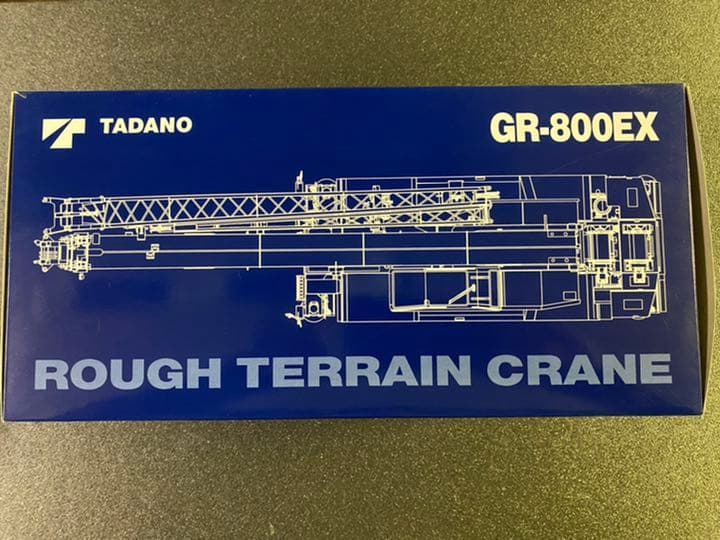 TADANO
GR-800EX
ROUGH TERRAIN CRANE